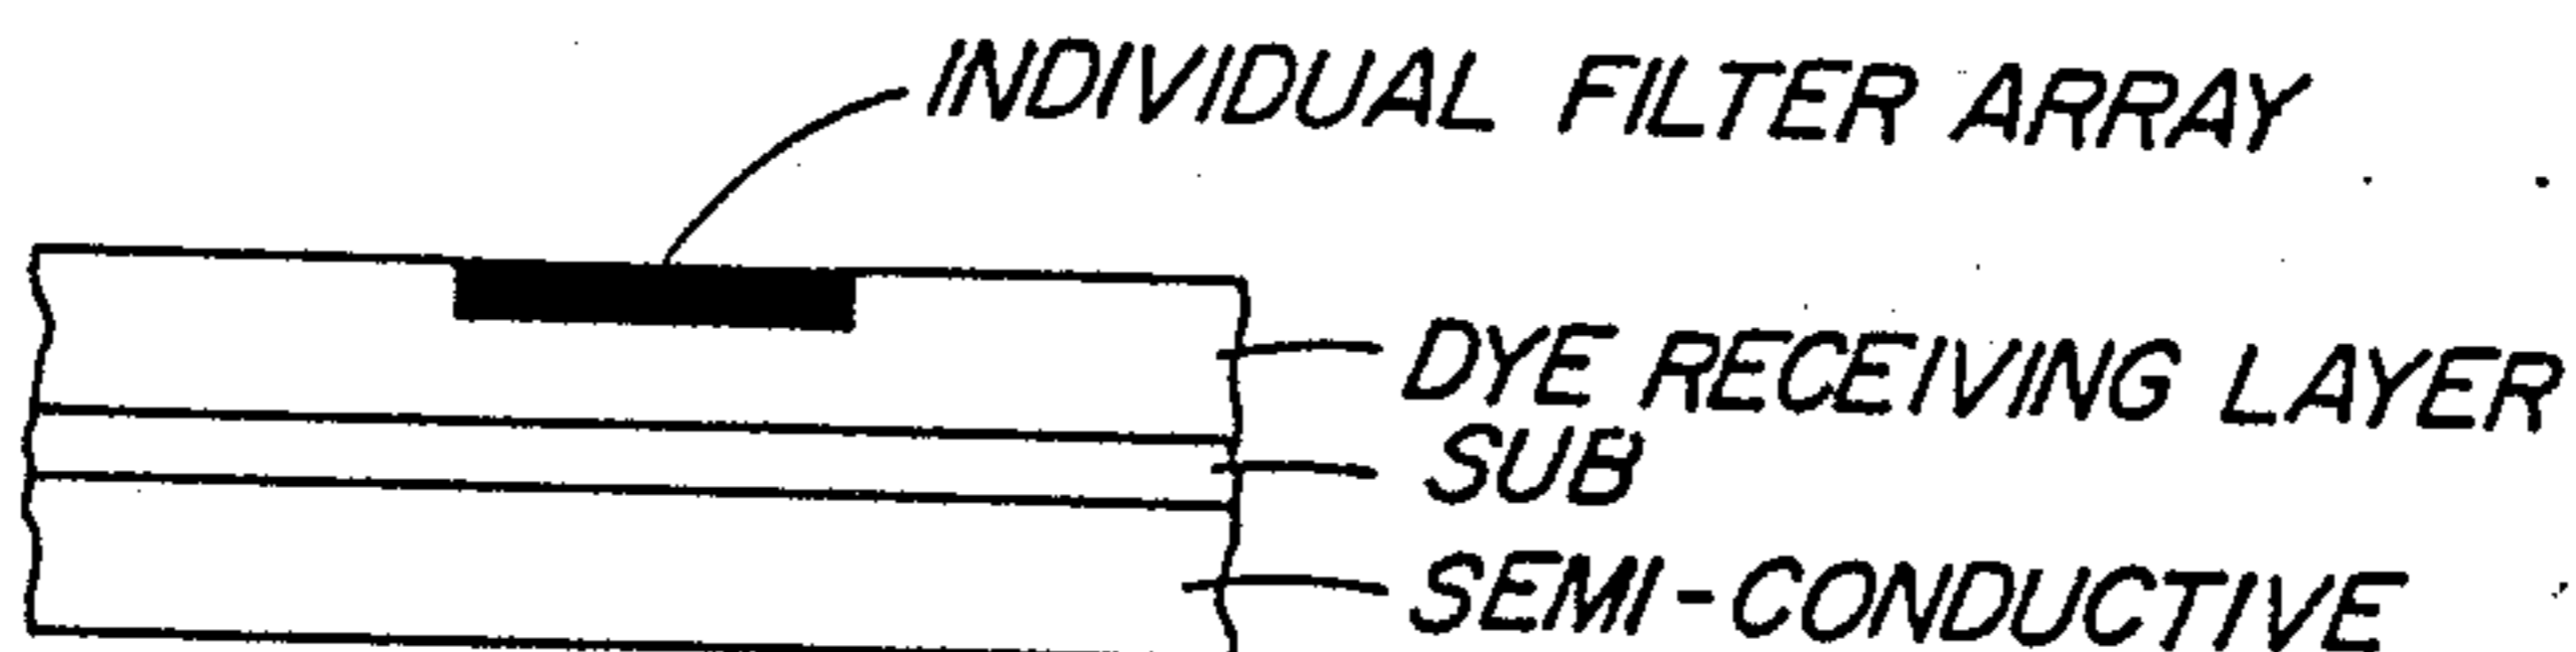 INDIVIDUAL FILTER ARRAY
DYE RECEIVING LAYER
SUB
SEMI-CONDUCTIVE